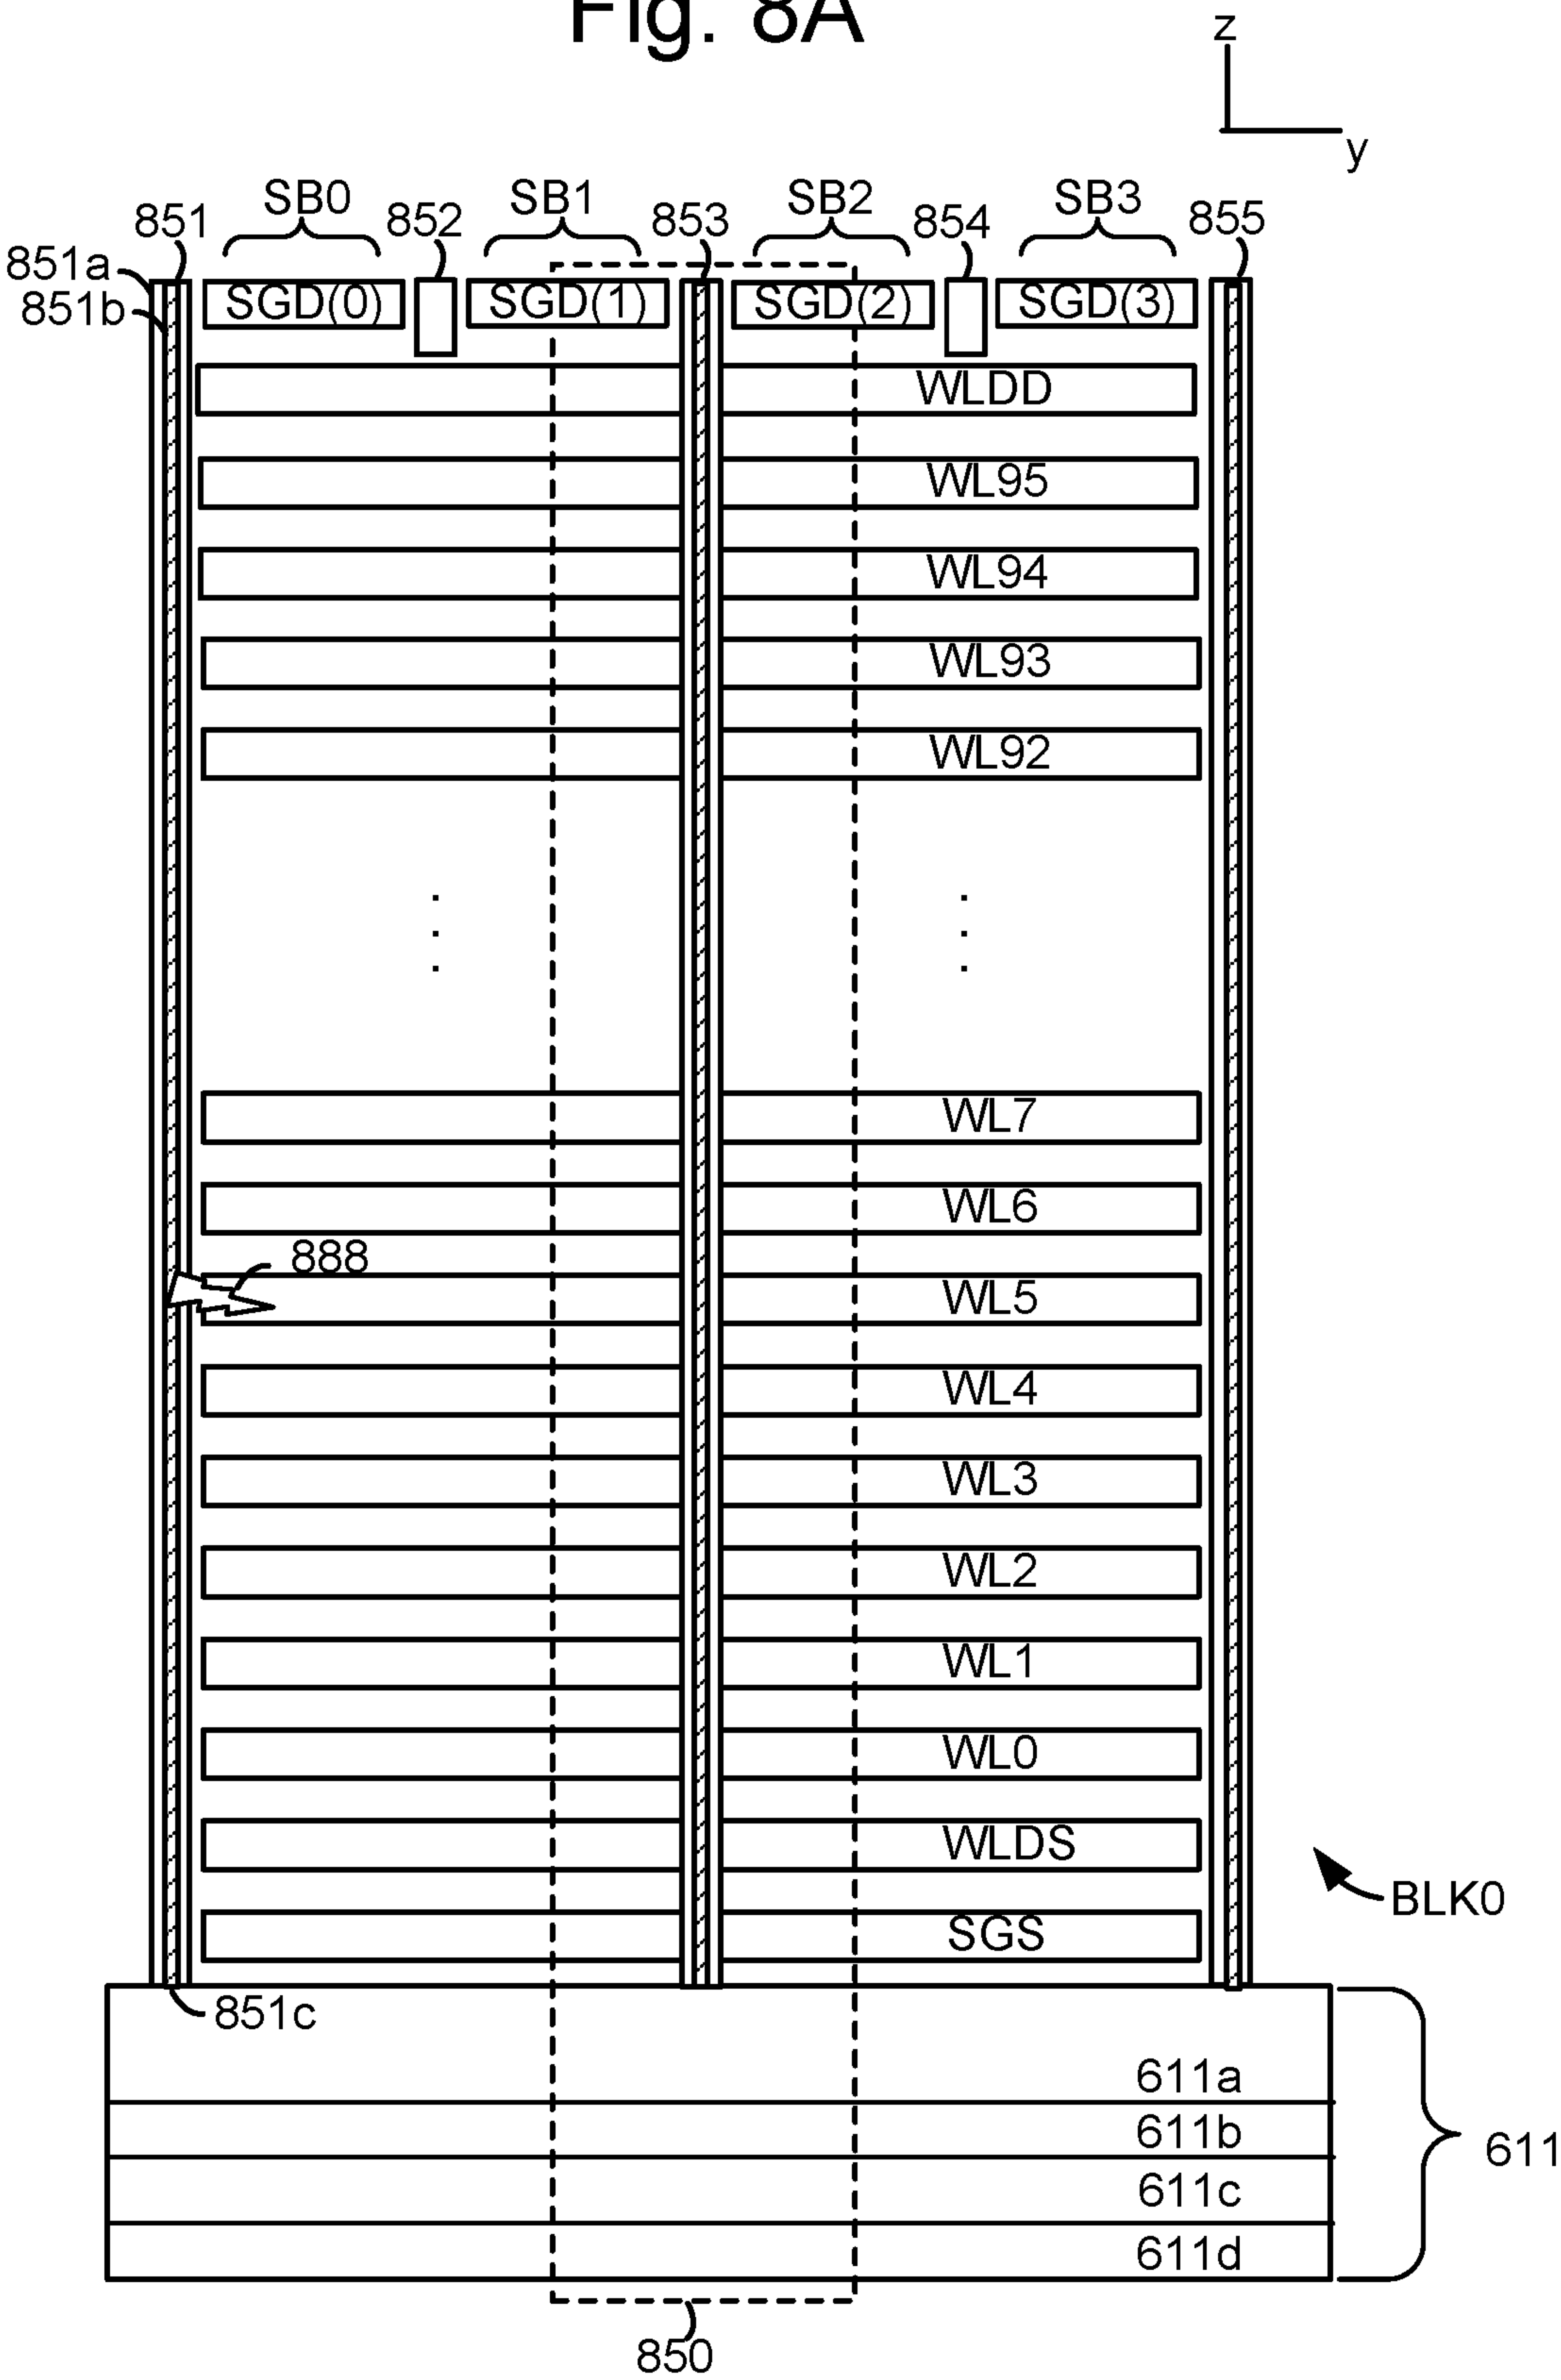 Fig. 8A
z
y
SB0 SB1 SB2 SB3
851 852 853 854 855
851a
851b
SGD(0) SGD(1) SGD(2) SGD(3)
WLDD
WL95
WL94
WL93
WL92
WL7
WL6
888
WL5
WL4
WL3
WL2
WL1
WL0
WLDS
BLK0
SGS
851c
611a
611b
611
611c
611d
850